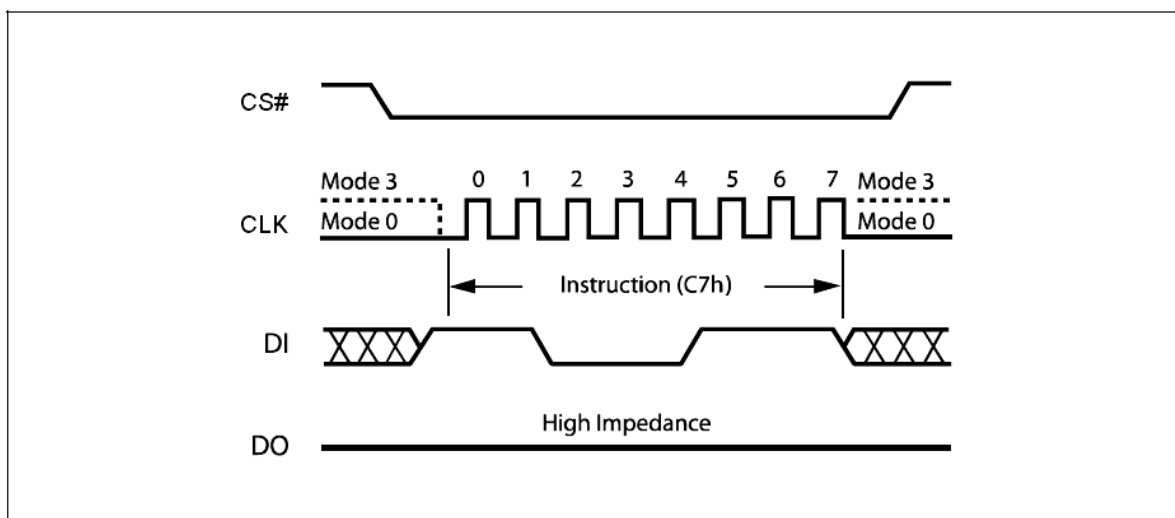 CS#
Mode 3 0 1 2 3 4 5 6 7 Mode 3
CLK Mode 0 Mode 0
Instruction (C7h)
DI
High Impedance
DO